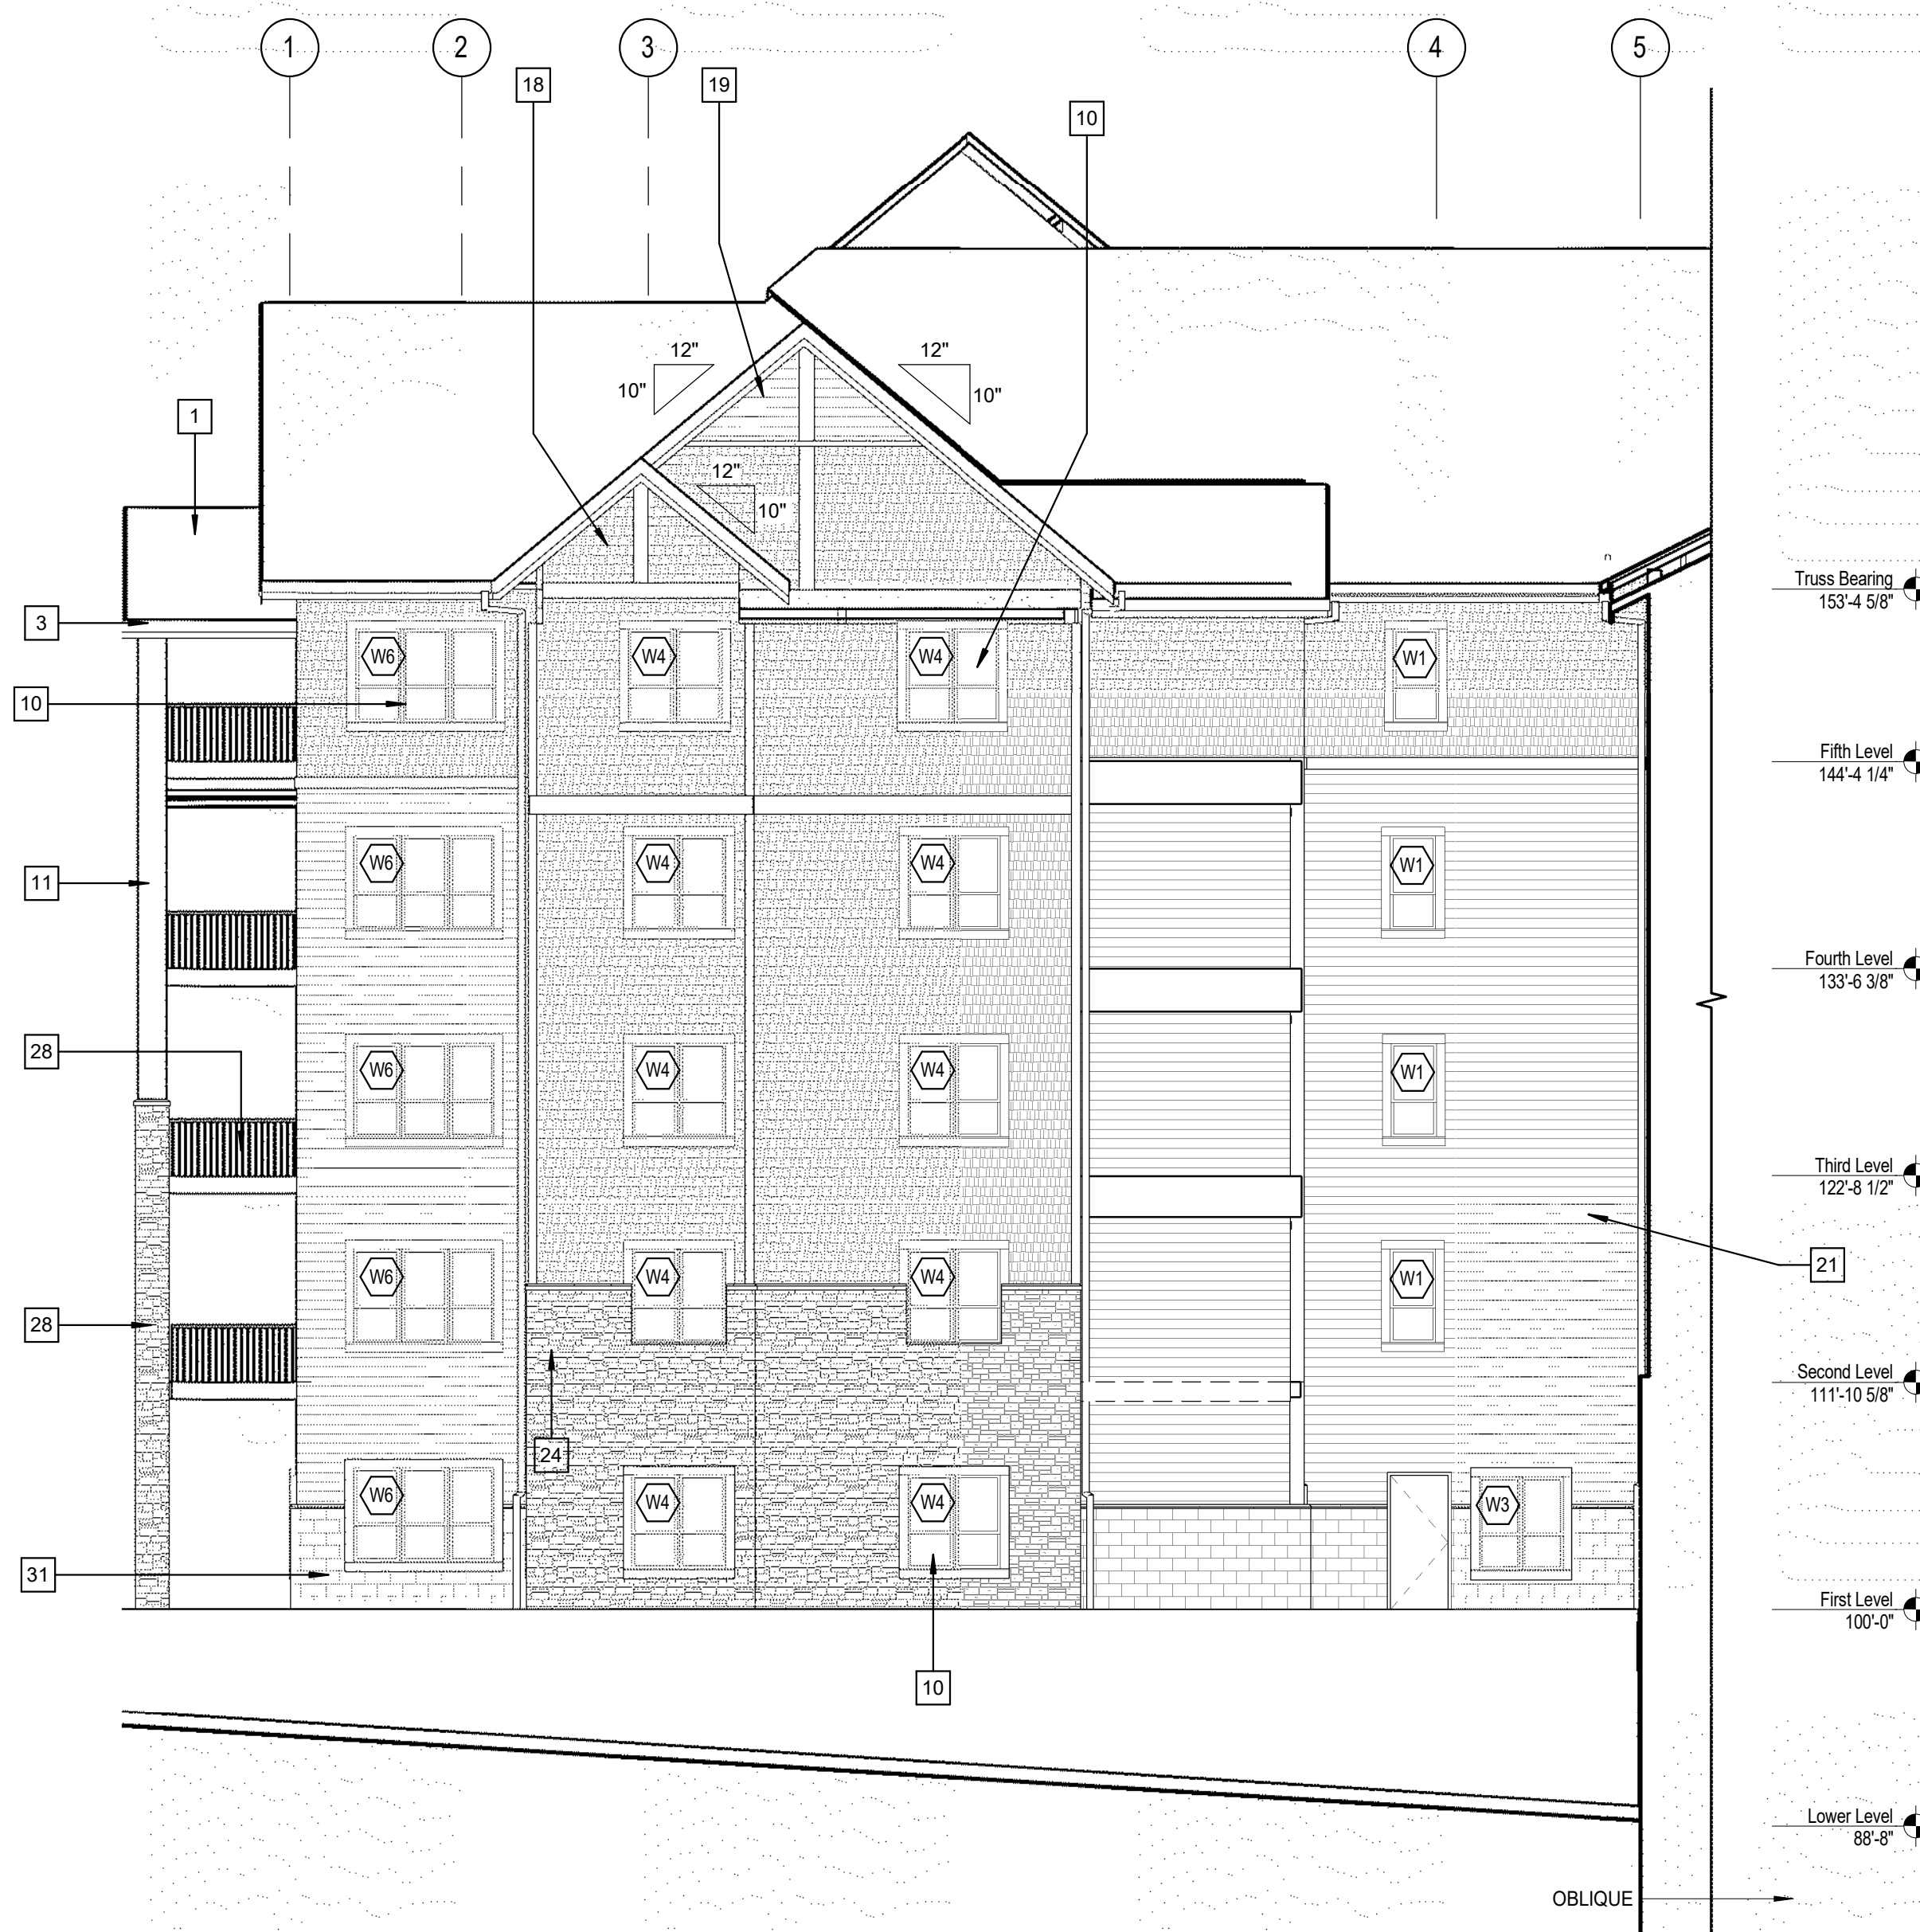 1 2 3 4 5
18 19 10
12" 12"
10" 10"
1
12"
10"
Truss Bearing
153'-4 5/8"
3
W6 W4 W4 W1
10
Fifth Level
144'-4 1/4"
W6 W4 W4 W1
11
Fourth Level
133'-6 3/8"
28
W6 W4 W4 W1
Third Level
122'-8 1/2"
21
W6 W4 W4 W1
28
Second Level
111'-10 5/8"
24
W6 W4 W4 W3
31
First Level
100'-0"
10
Lower Level
88'-8"
OBLIQUE